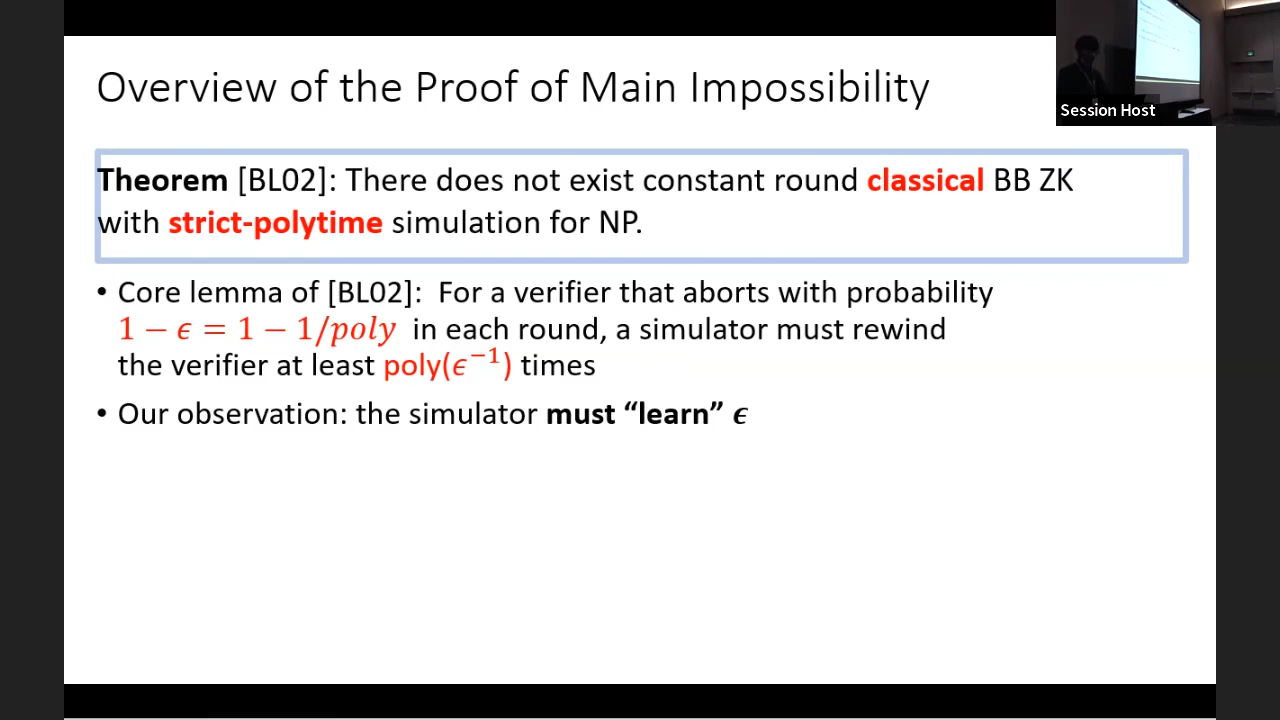 Overview of the Proof of Main Impossibility
Session Host
Theorem [BL02]: There does not exist constant round classical BB ZK
with strict-polytime simulation for NP.
• Core lemma of [BL02]: For a verifier that aborts with probability
1 − ϵ = 1 − 1/poly in each round, a simulator must rewind
the verifier at least poly(ϵ⁻¹) times
• Our observation: the simulator must “learn” ϵ